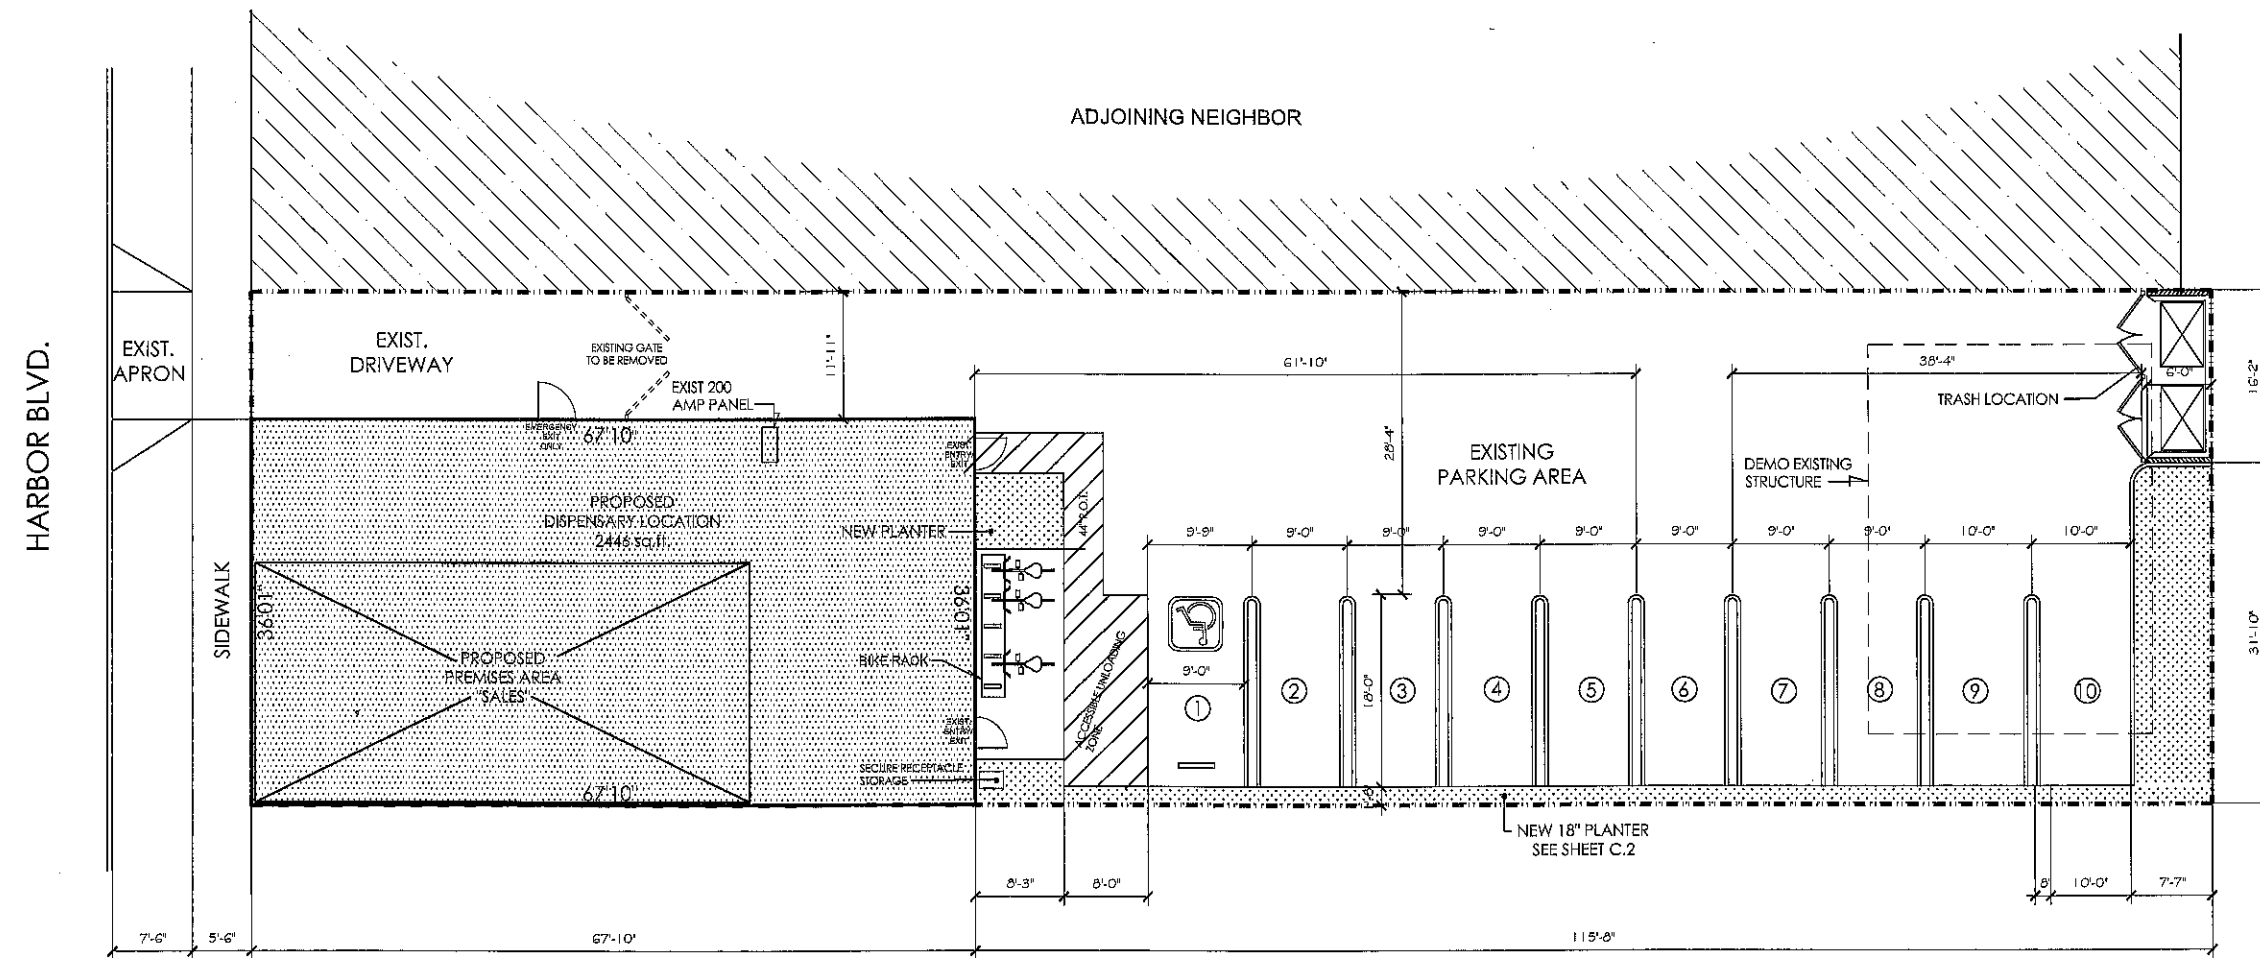 ADJOINING NEIGHBOR
HARBOR BLVD.
EXIST.
APRON
SIDEWALK
EXIST.
DRIVEWAY
EXISTING GATE
TO BE REMOVED
EXIST 200
AMP PANEL
11'-11"
EMERGENCY
EXIT
ONLY
67'10"
PROPOSED
DISPENSARY LOCATION
2446 sq.ft.
36'01"
PROPOSED
PREMISES AREA
"SALES"
67'10"
36'01"
EXIST.
ENTRY/
EXIT
NEW PLANTER
BIKE RACK
EXIST.
ENTRY/
EXIT
SECURE RECEPTACLE
STORAGE
44" P.O.T.
ACCESSIBLE UNLOADING
ZONE
61'-10"
28'-4"
EXISTING
PARKING AREA
38'-4"
6'-0"
TRASH LOCATION
DEMO EXISTING
STRUCTURE
16'-2"
31'-10"
9'-9"
9'-0"
9'-0"
9'-0"
9'-0"
9'-0"
9'-0"
9'-0"
10'-0"
10'-0"
9'-0"
18'-0"
1
2
3
4
5
6
7
8
9
10
NEW 18" PLANTER
SEE SHEET C.2
8'-3"
8'-0"
10'-0"
7'-7"
7'-6"
5'-6"
67'-10"
115'-8"